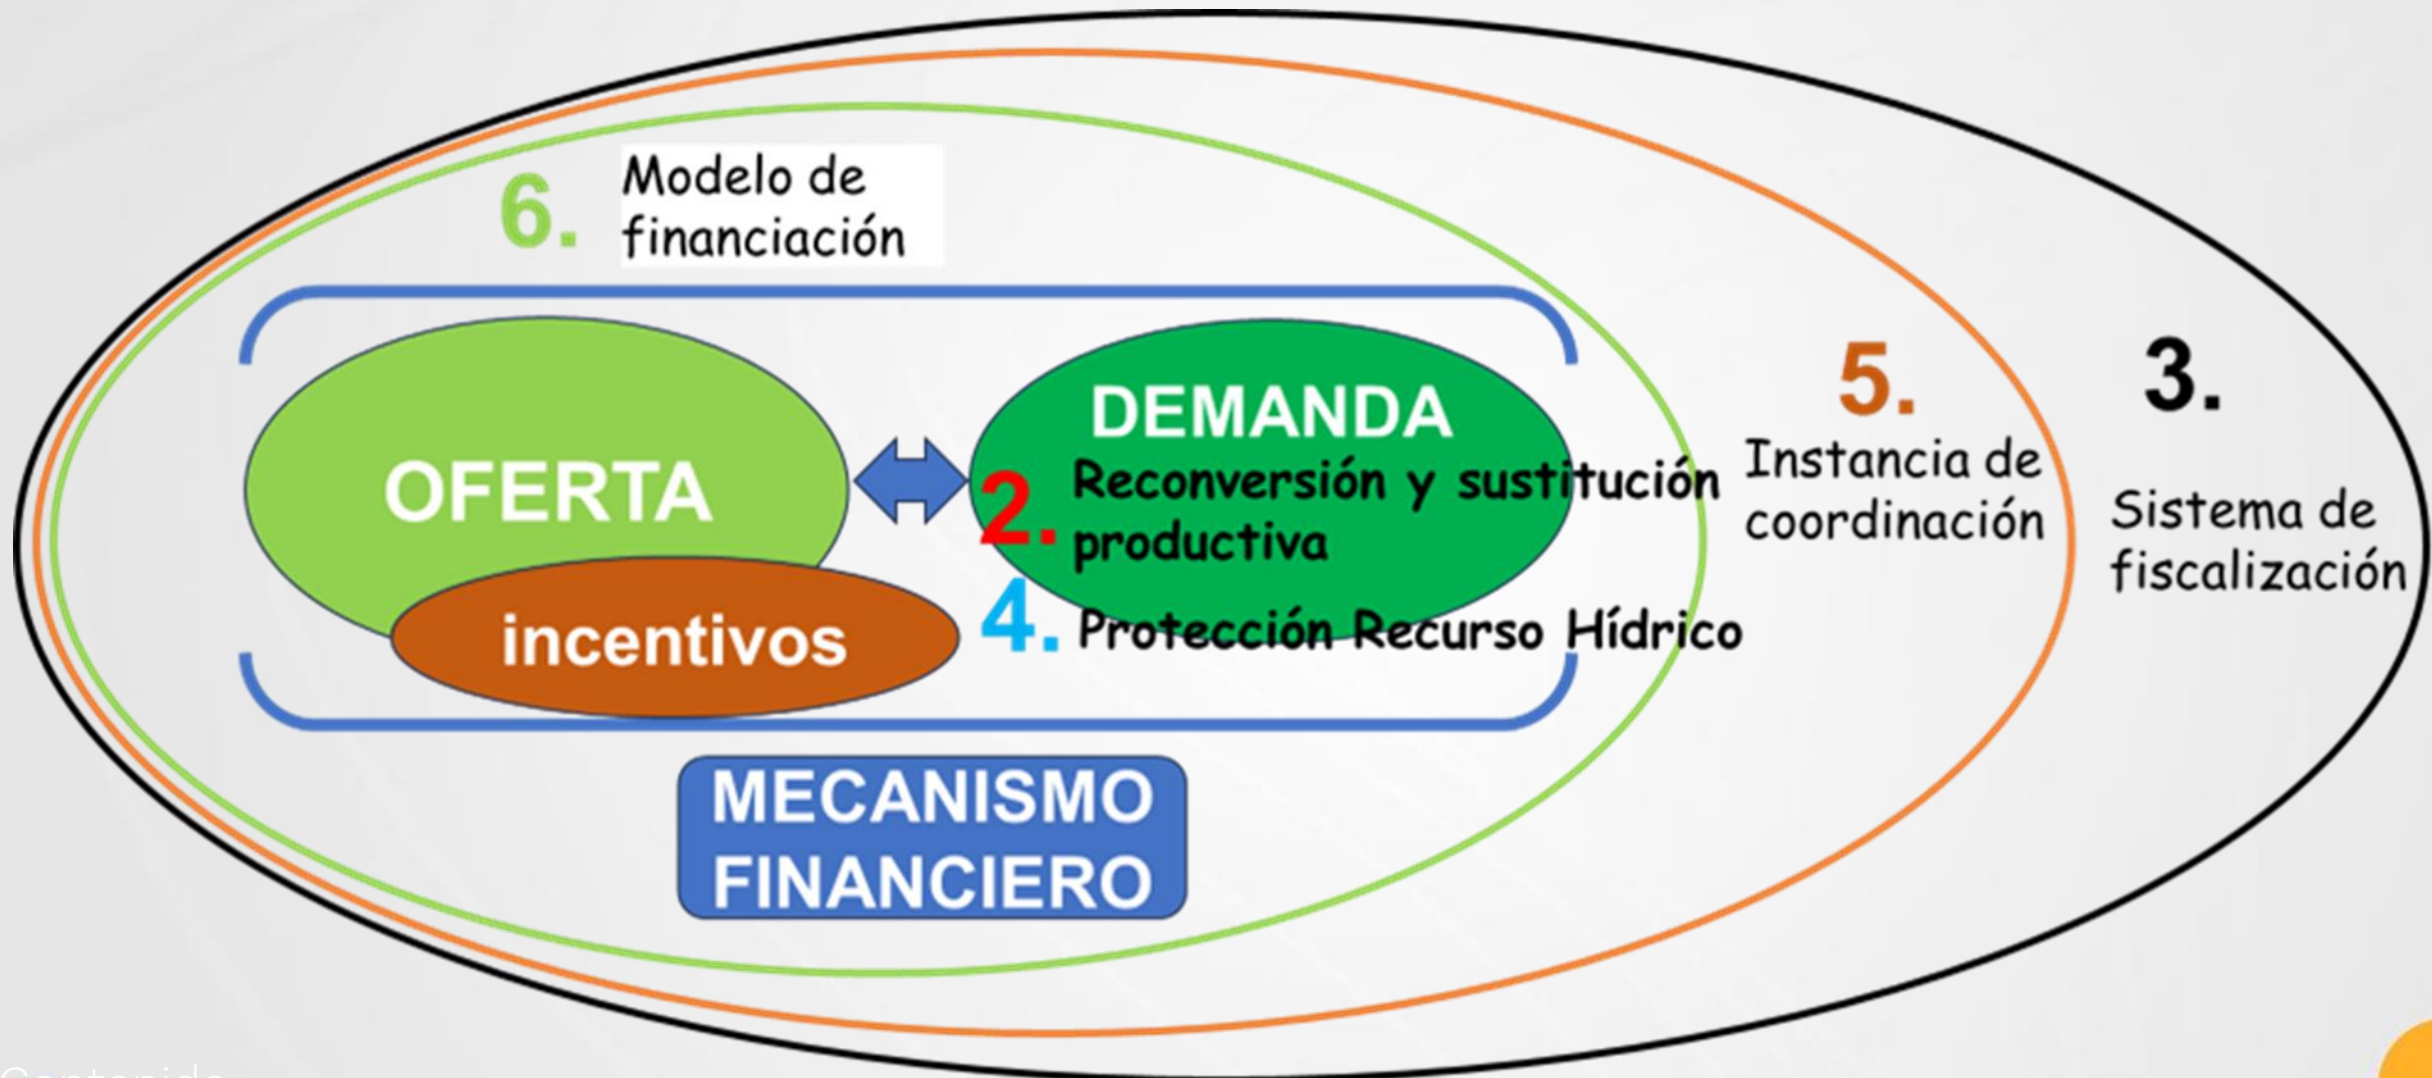 6.
Modelo de
financiación
OFERTA
incentivos
DEMANDA
2.
Reconversión y sustitución
productiva
4.
Protección Recurso Hídrico
5.
Instancia de
coordinación
3.
Sistema de
fiscalización
MECANISMO
FINANCIERO